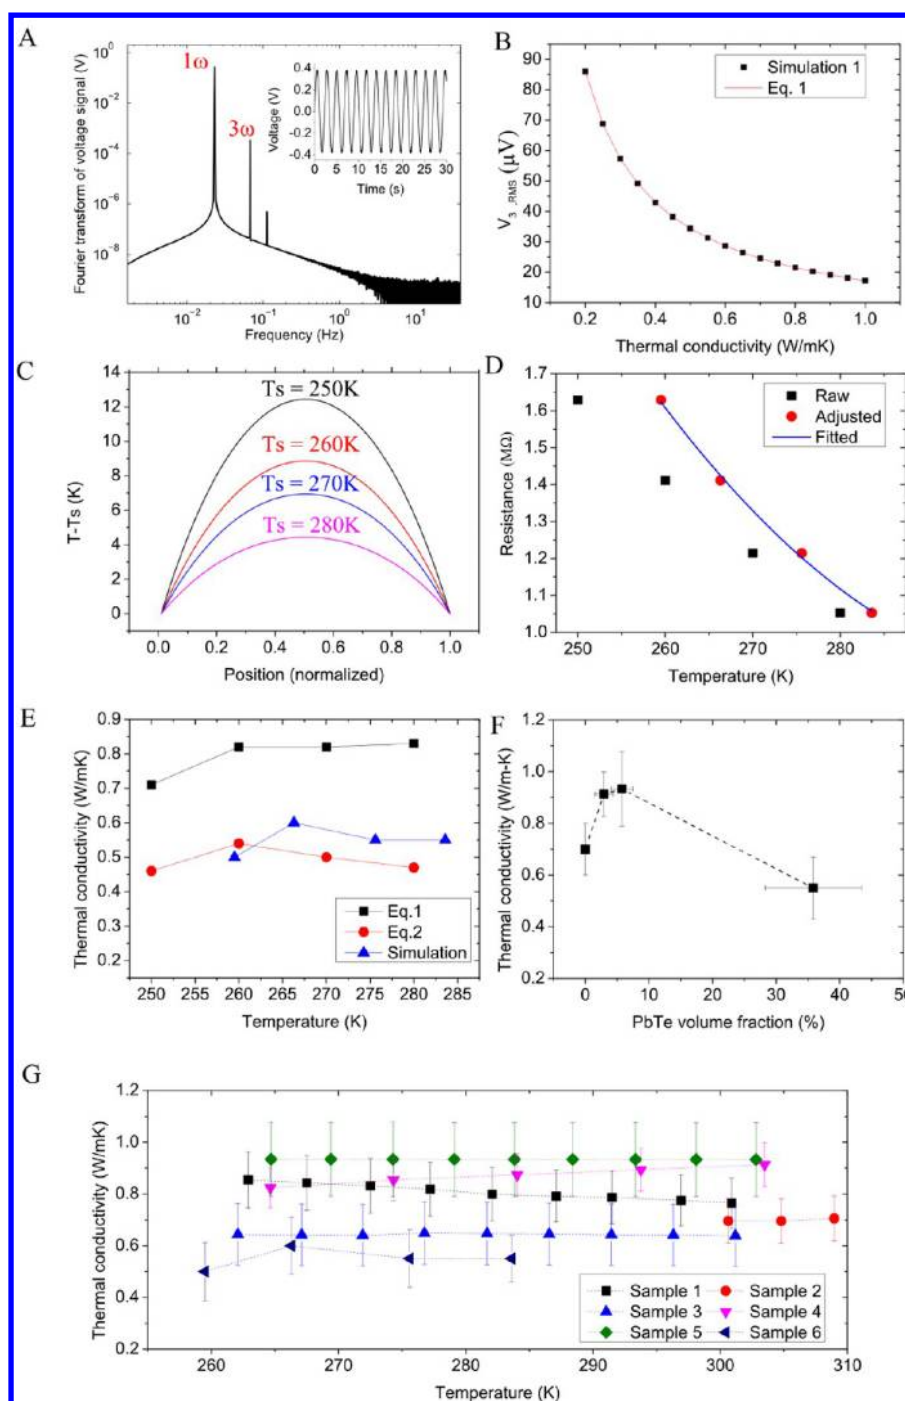 A
Fourier transform of voltage signal (V)
10^0
10^-2
10^-4
10^-6
10^-8
1ω
3ω
Voltage (V)
0.4
0.2
0.0
-0.2
-0.4
0 5 10 15 20 25 30
Time (s)
10^-2 10^-1 10^0 10^1
Frequency (Hz)
B
V_3 ,RMS (μV)
90
80
70
60
50
40
30
20
10
Simulation 1
Eq. 1
0.2 0.4 0.6 0.8 1.0
Thermal conductivity (W/mK)
C
T-Ts (K)
14
12
10
8
6
4
2
0
Ts = 250K
Ts = 260K
Ts = 270K
Ts = 280K
0.0 0.2 0.4 0.6 0.8 1.0
Position (normalized)
D
Resistance (MΩ)
1.7
1.6
1.5
1.4
1.3
1.2
1.1
1.0
Raw
Adjusted
Fitted
250 260 270 280
Temperature (K)
E
Thermal conductivity (W/mK)
0.9
0.8
0.7
0.6
0.5
0.4
0.3
0.2
Eq.1
Eq.2
Simulation
250 255 260 265 270 275 280 285
Temperature (K)
F
Thermal conductivity (W/m-K)
1.2
1.0
0.8
0.6
0.4
0.2
0 10 20 30 40 50
PbTe volume fraction (%)
G
Thermal conductivity (W/mK)
1.2
1.0
0.8
0.6
0.4
0.2
Sample 1 Sample 2
Sample 3 Sample 4
Sample 5 Sample 6
260 270 280 290 300 310
Temperature (K)